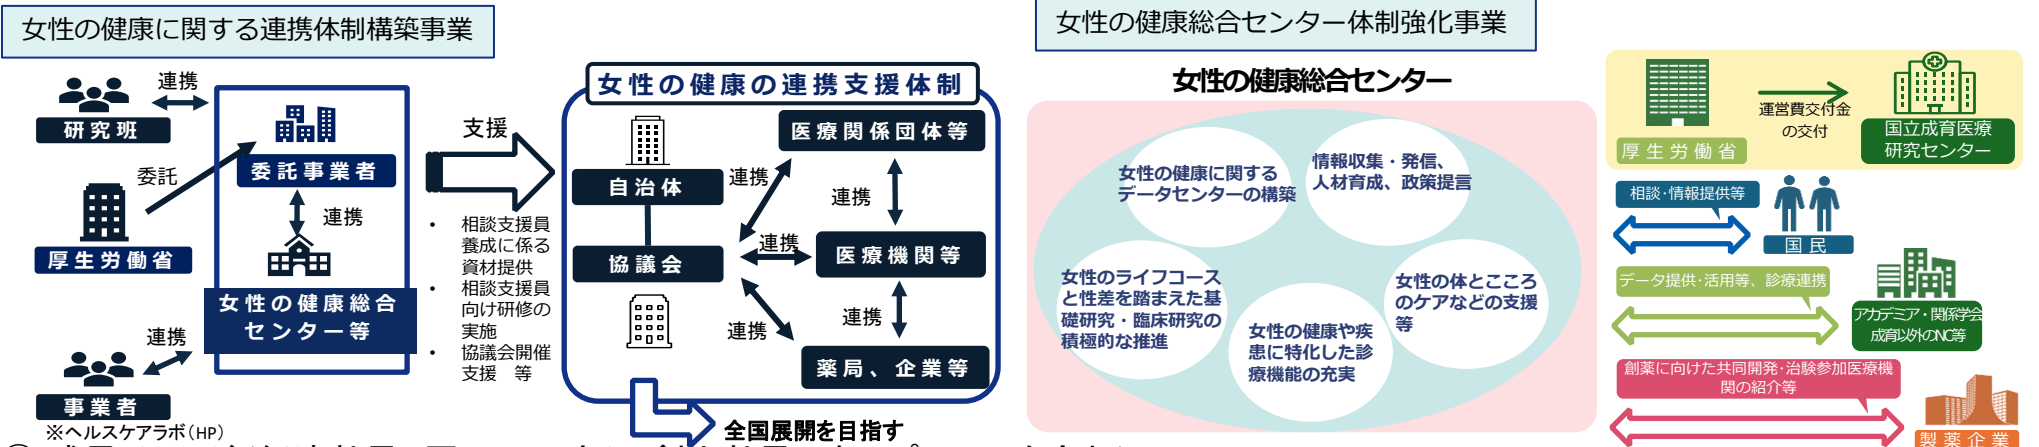 女性の健康に関する連携体制構築事業
連携
研究班
委託
厚生労働省
委託事業者
連携
女性の健康総合
センター等
連携
事業者
※ヘルスケアラボ（HP）
支援
• 相談支援員
養成に係る
資材提供
• 相談支援員
向け研修の
実施
• 協議会開催
支援　等
女性の健康の連携支援体制
自治体
協議会
医療関係団体等
連携
連携
連携
医療機関等
連携
連携
薬局、企業等
全国展開を目指す
女性の健康総合センター体制強化事業
女性の健康総合センター
女性の健康に関する
データセンターの構築
情報収集・発信、
人材育成、政策提言
女性のライフコース
と性差を踏まえた基
礎研究・臨床研究の
積極的な推進
女性の健康や疾
患に特化した診
療機能の充実
女性の体とこころ
のケアなどの支援
等
厚生労働省
運営費交付金
の交付
国立成育医療
研究センター
相談・情報提供等
国民
データ提供・活用等、診療連携
アカデミア・関係学会
成育以外のNC等
創薬に向けた共同開発・治験参加医療機
関の紹介等
製薬企業